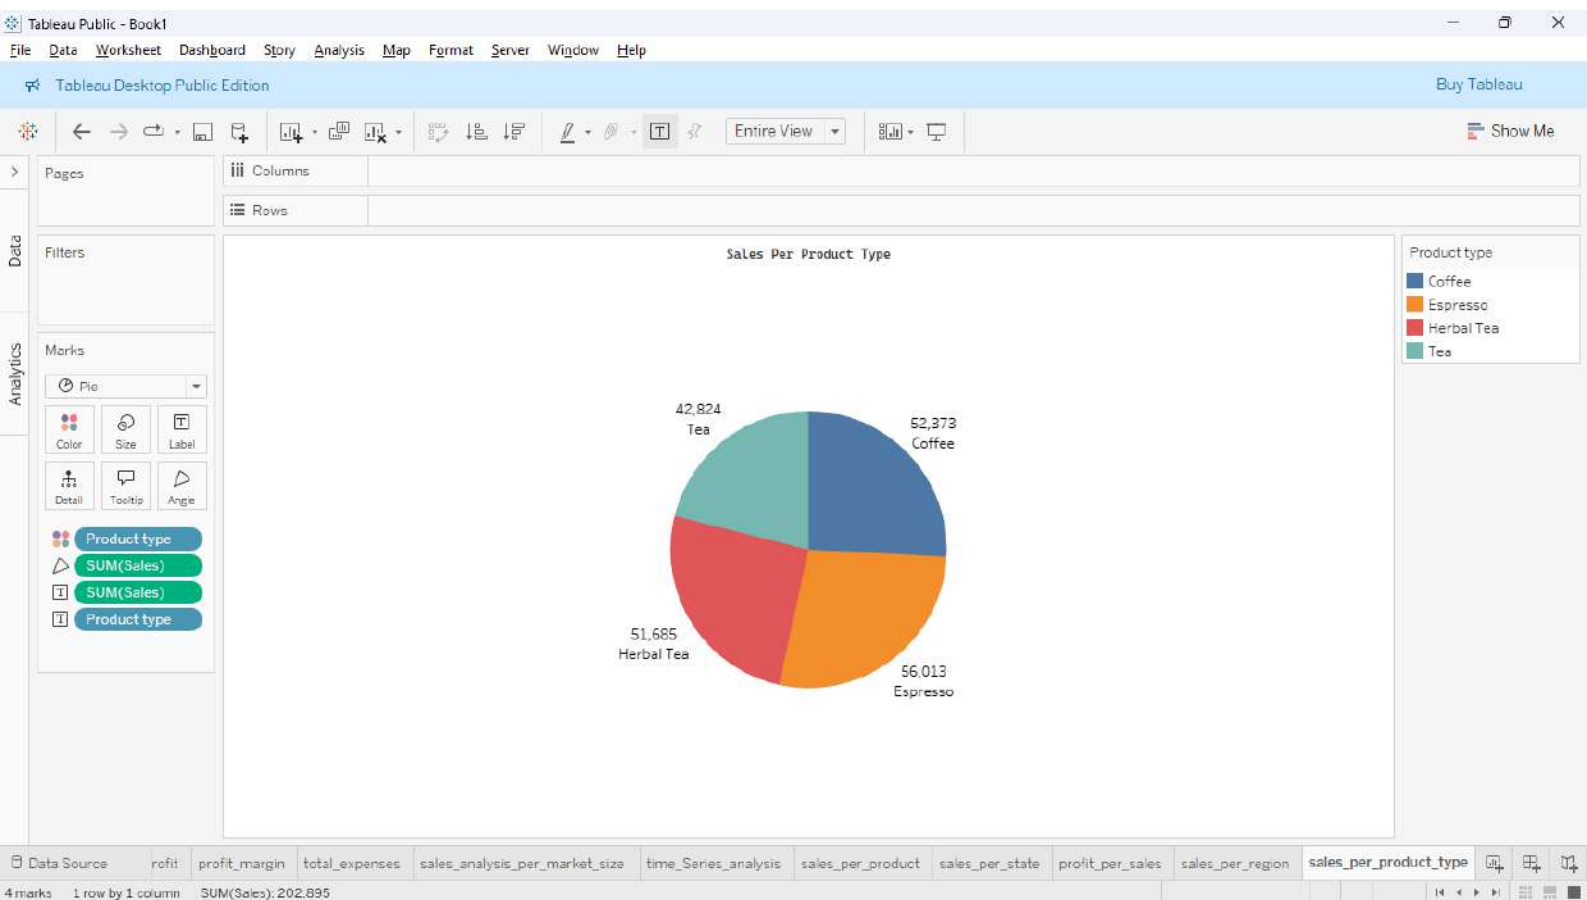 Tableau Public - Book1
File Data Worksheet Dashboard Story Analysis Map Format Server Window Help
Tableau Desktop Public Edition
Buy Tableau
Entire View
Show Me
Pages
Columns
Rows
Data
Analytics
Filters
Marks
Pie
Color Size Label
Detail Tooltip Angle
Product type
SUM(Sales)
SUM(Sales)
Product type
Sales Per Product Type
42,824
Tea
52,373
Coffee
51,685
Herbal Tea
56,013
Espresso
Product type
Coffee
Espresso
Herbal Tea
Tea
Data Source rofit profit_margin total_expenses sales_analysis_per_market_size time_Series_analysis sales_per_product sales_per_state profit_per_sales sales_per_region sales_per_product_type
4 marks 1 row by 1 column SUM(Sales): 202,895